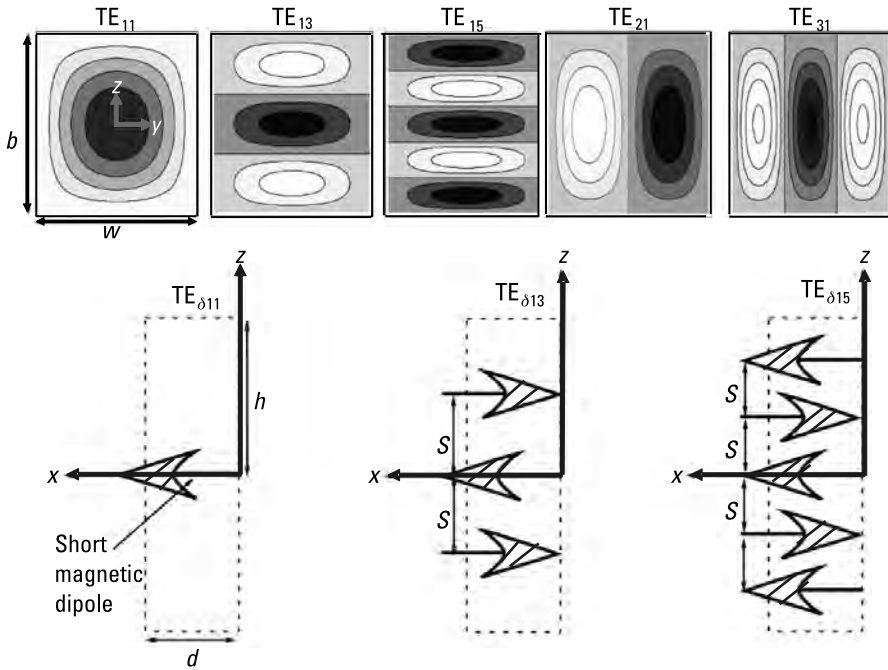 TE11 TE13 TE15 TE21 TE31
z
y
b
w
z z z
TEδ11 TEδ13 TEδ15
h
S
S
S
S
x x x
S
S
Short
magnetic
dipole
d